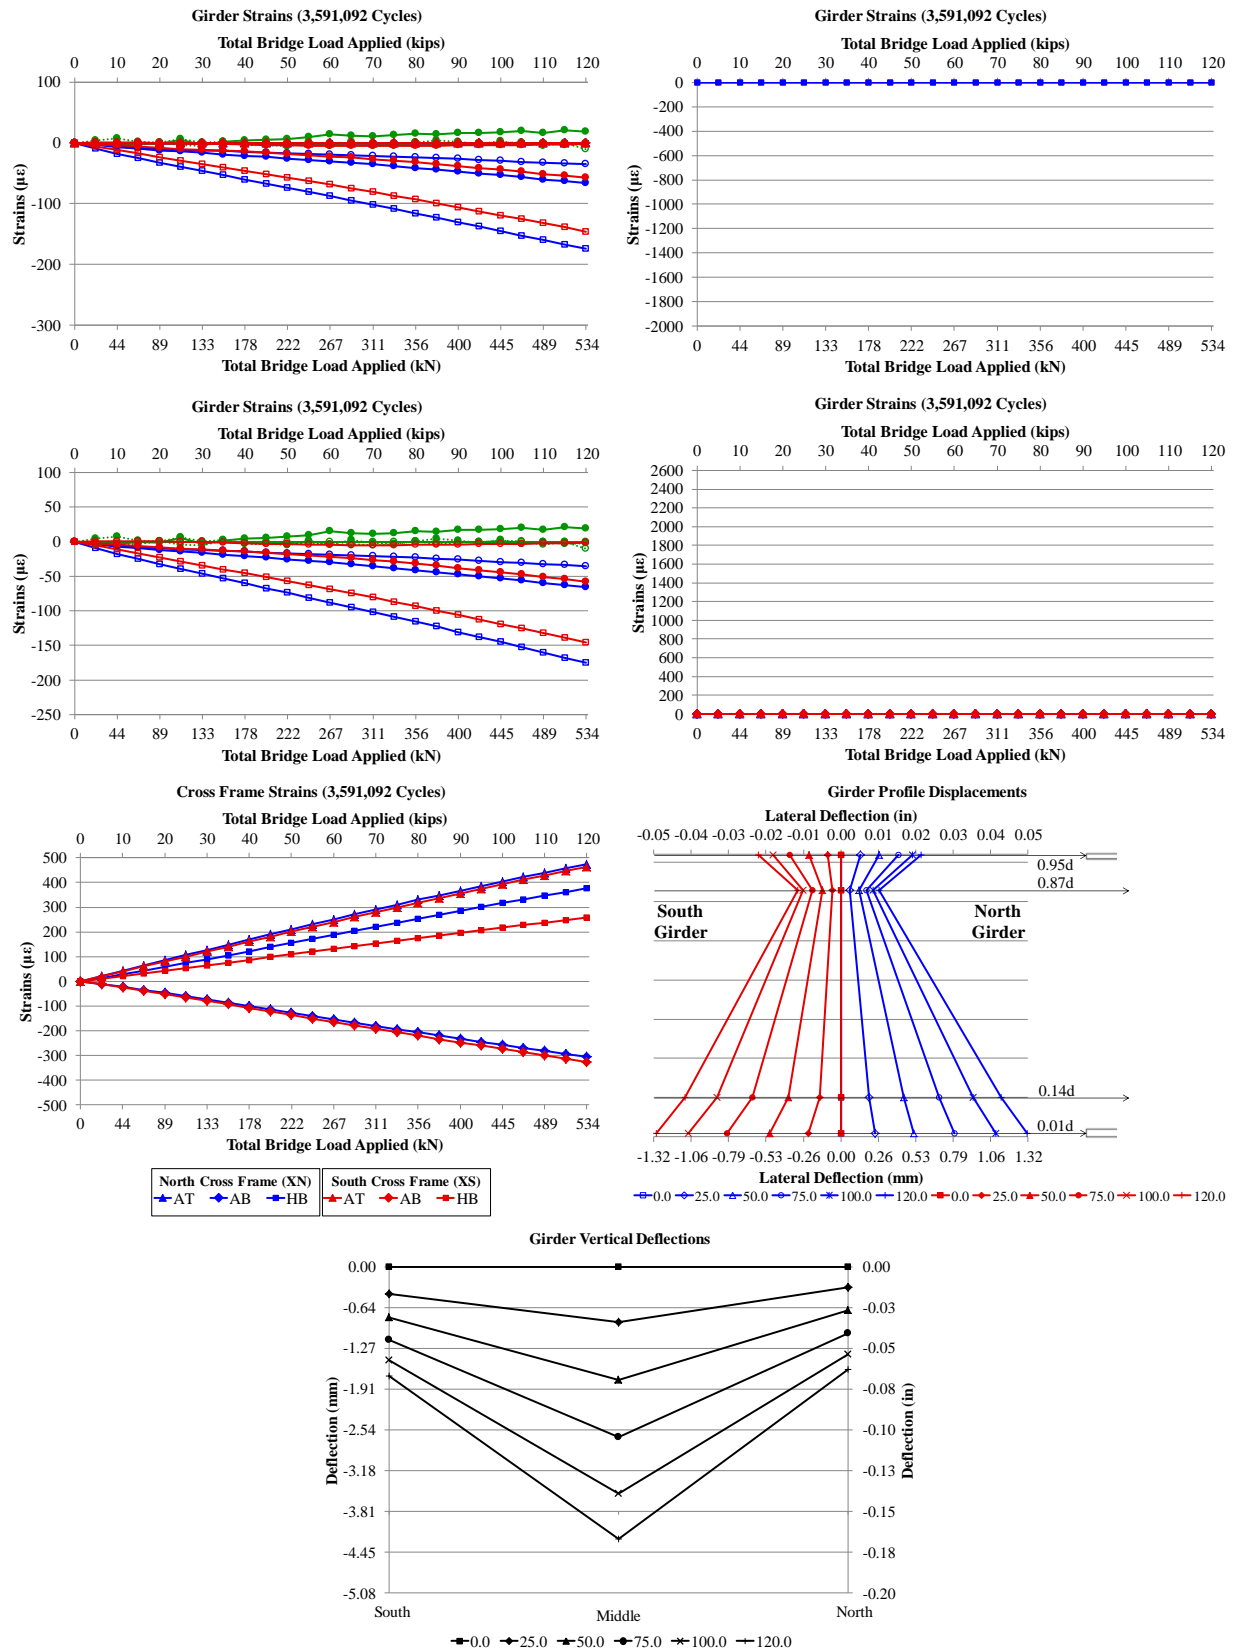 Girder Strains (3,591,092 Cycles)
Total Bridge Load Applied (kips)
0 10 20 30 40 50 60 70 80 90 100 110 120
100
0
-100
-200
-300
Strains (με)
0 44 89 133 178 222 267 311 356 400 445 489 534
Total Bridge Load Applied (kN)
Girder Strains (3,591,092 Cycles)
Total Bridge Load Applied (kips)
0 10 20 30 40 50 60 70 80 90 100 110 120
0
-200
-400
-600
-800
-1000
-1200
-1400
-1600
-1800
-2000
Strains (με)
0 44 89 133 178 222 267 311 356 400 445 489 534
Total Bridge Load Applied (kN)
Girder Strains (3,591,092 Cycles)
Total Bridge Load Applied (kips)
0 10 20 30 40 50 60 70 80 90 100 110 120
100
50
0
-50
-100
-150
-200
-250
Strains (με)
0 44 89 133 178 222 267 311 356 400 445 489 534
Total Bridge Load Applied (kN)
Girder Strains (3,591,092 Cycles)
Total Bridge Load Applied (kips)
0 10 20 30 40 50 60 70 80 90 100 110 120
2600
2400
2200
2000
1800
1600
1400
1200
1000
800
600
400
200
0
Strains (με)
0 44 89 133 178 222 267 311 356 400 445 489 534
Total Bridge Load Applied (kN)
Cross Frame Strains (3,591,092 Cycles)
Total Bridge Load Applied (kips)
0 10 20 30 40 50 60 70 80 90 100 110 120
500
400
300
200
100
0
-100
-200
-300
-400
-500
Strains (με)
0 44 89 133 178 222 267 311 356 400 445 489 534
Total Bridge Load Applied (kN)
North Cross Frame (XN)
AT AB HB
South Cross Frame (XS)
AT AB HB
Girder Profile Displacements
Lateral Deflection (in)
-0.05 -0.04 -0.03 -0.02 -0.01 0.00 0.01 0.02 0.03 0.04 0.05
0.95d
0.87d
South
Girder
North
Girder
0.14d
0.01d
-1.32 -1.06 -0.79 -0.53 -0.26 0.00 0.26 0.53 0.79 1.06 1.32
Lateral Deflection (mm)
0.0 25.0 50.0 75.0 100.0 120.0 0.0 25.0 50.0 75.0 100.0 120.0
Girder Vertical Deflections
0.00
-0.64
-1.27
-1.91
-2.54
-3.18
-3.81
-4.45
-5.08
Deflection (mm)
0.00
-0.03
-0.05
-0.08
-0.10
-0.13
-0.15
-0.18
-0.20
Deflection (in)
South Middle North
0.0 25.0 50.0 75.0 100.0 120.0